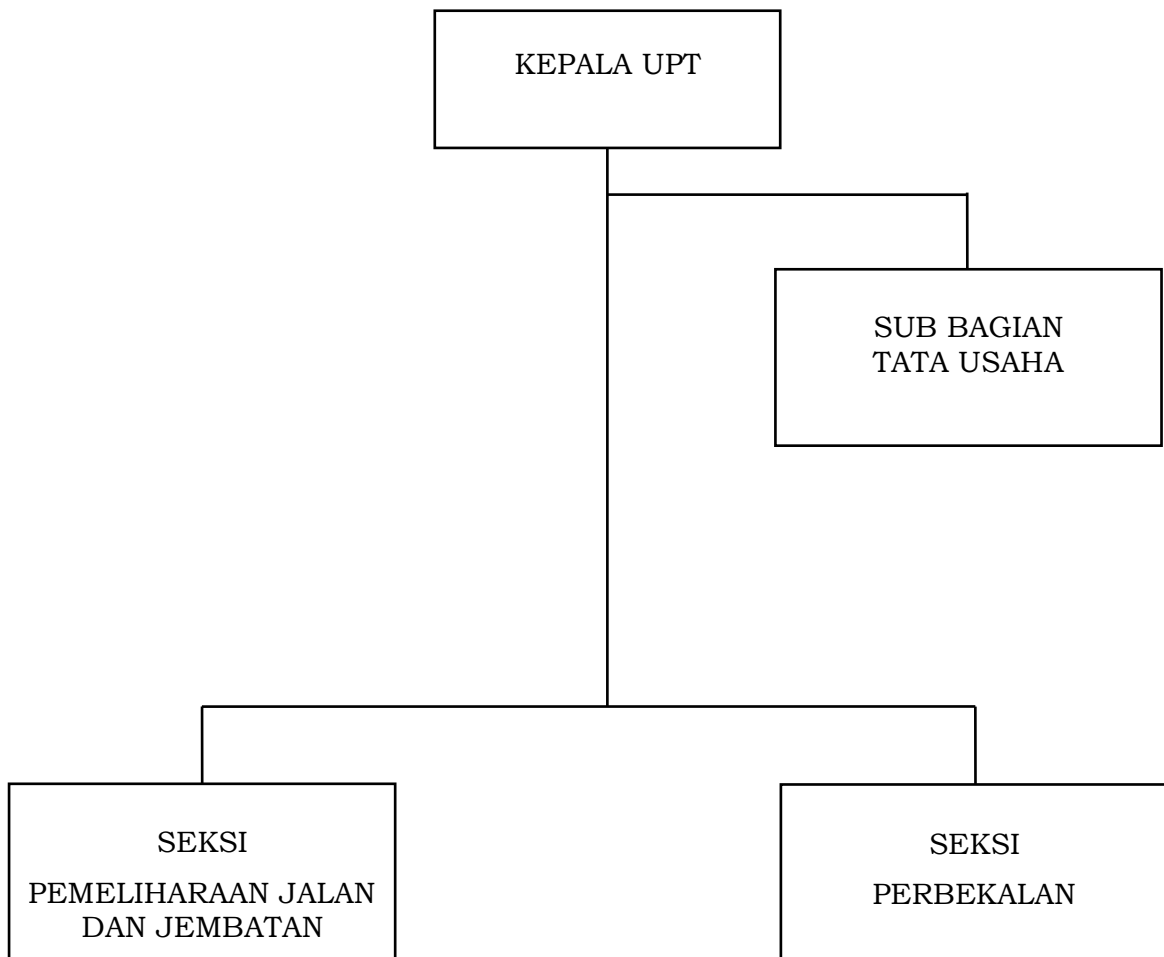 KEPALA UPT
SUB BAGIAN
TATA USAHA
SEKSI
PEMELIHARAAN JALAN
DAN JEMBATAN
SEKSI
PERBEKALAN